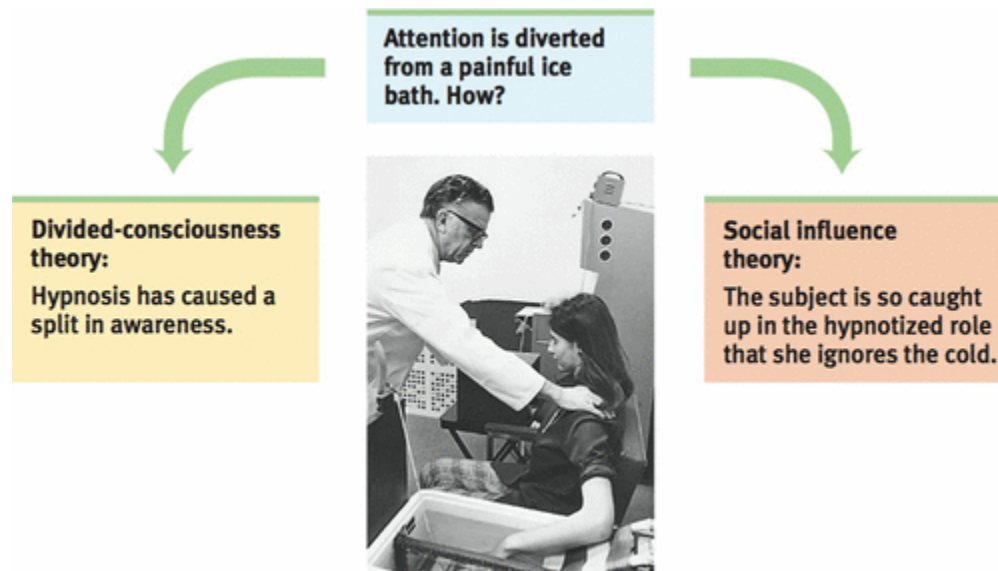 Attention is diverted
from a painful ice
bath. How?
Divided-consciousness
theory:
Hypnosis has caused a
split in awareness.
Social influence
theory:
The subject is so caught
up in the hypnotized role
that she ignores the cold.